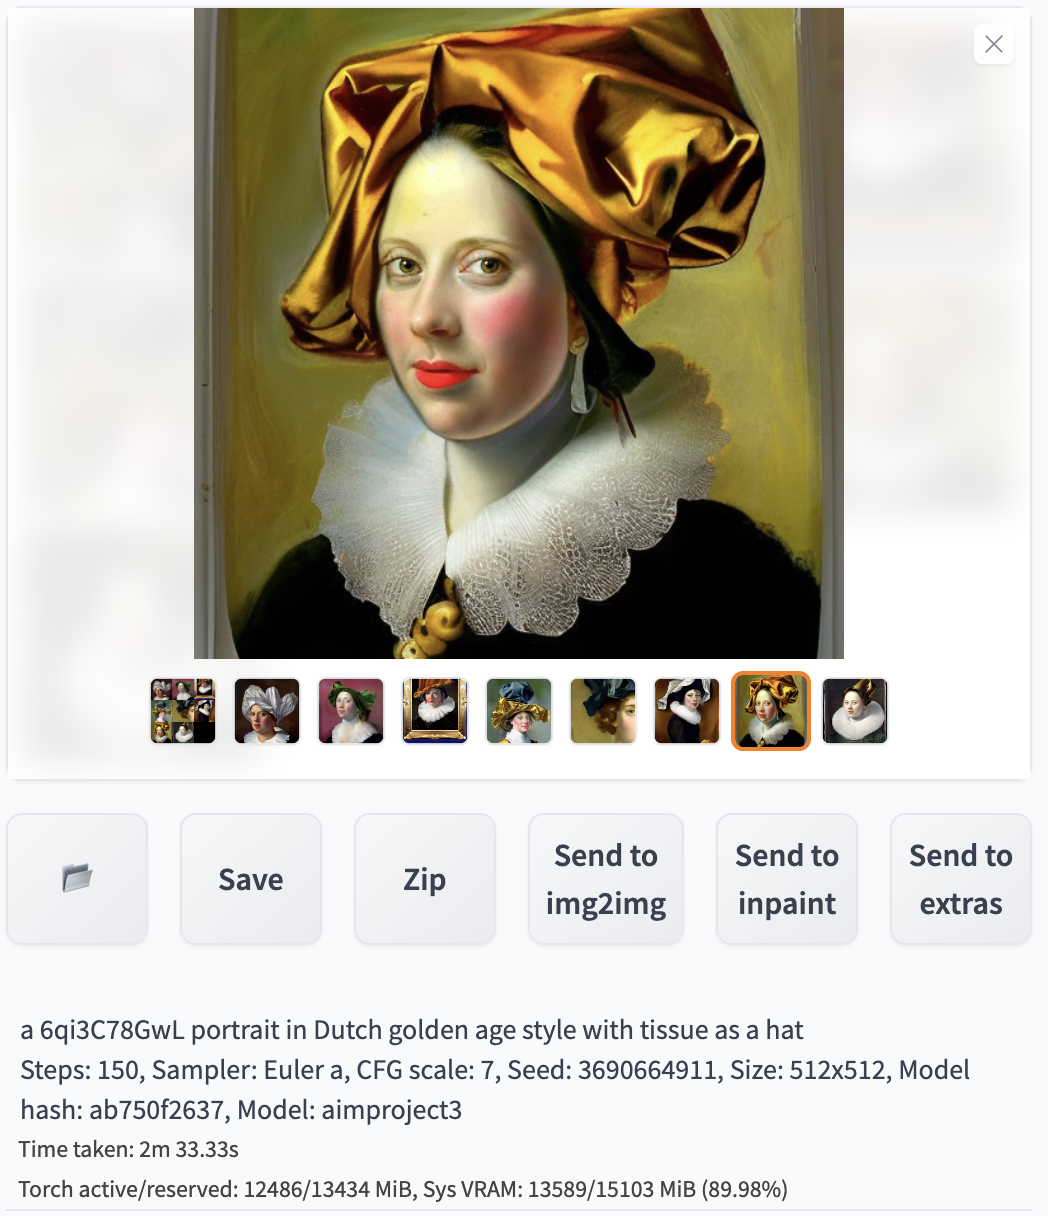 Save
Zip
Send to
img2img
Send to
inpaint
Send to
extras
a 6qi3C78GwL portrait in Dutch golden age style with tissue as a hat
Steps: 150, Sampler: Euler a, CFG scale: 7, Seed: 3690664911, Size: 512x512, Model
hash: ab750f2637, Model: aimproject3
Time taken: 2m 33.33s
Torch active/reserved: 12486/13434 MiB, Sys VRAM: 13589/15103 MiB (89.98%)